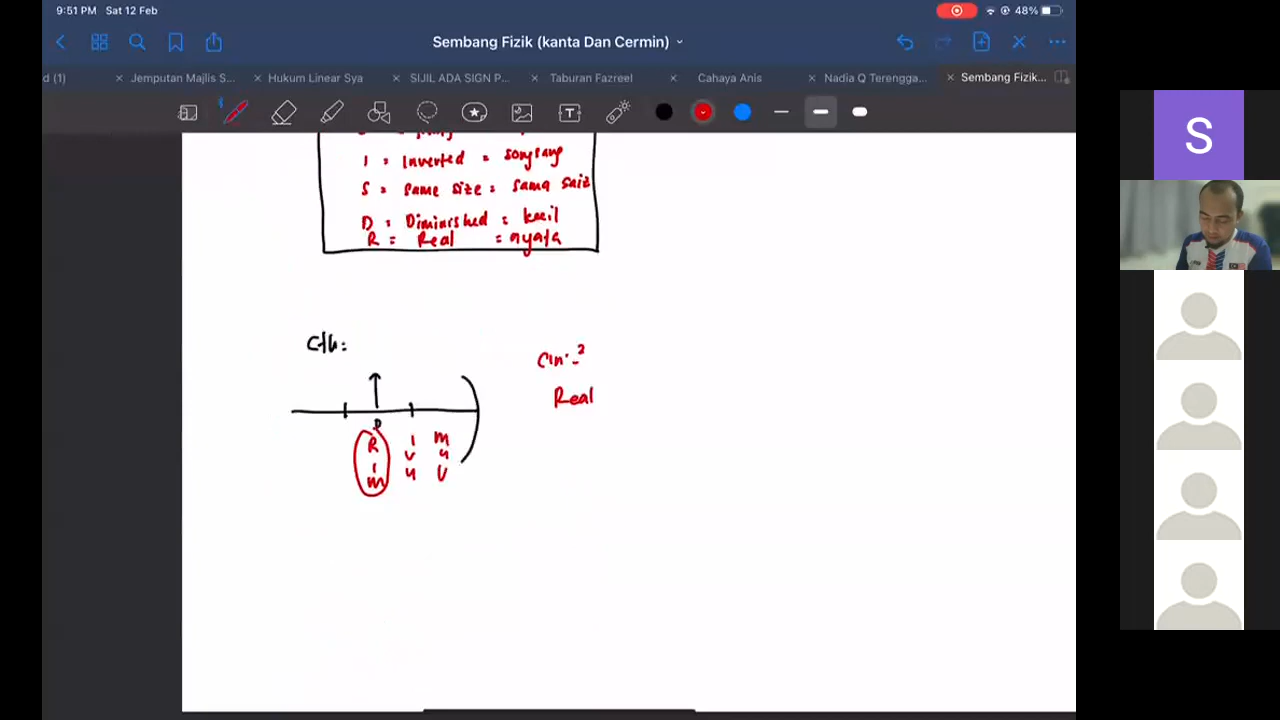 9:51 PM Sat 12 Feb
48%
Sembang Fizik (kanta Dan Cermin)
d (1)
Jemputan Majlis S...
Hukum Linear Sya
SIJIL ADA SIGN P...
Taburan Fazreel
Cahaya Anis
Nadia Q Terengga...
Sembang Fizik...
S
I = Inverted = songsang
S = same size = sama saiz
D = Diminished = kecil
R = Real = nyata
Cth:
Real
R I m
I V u
m u V